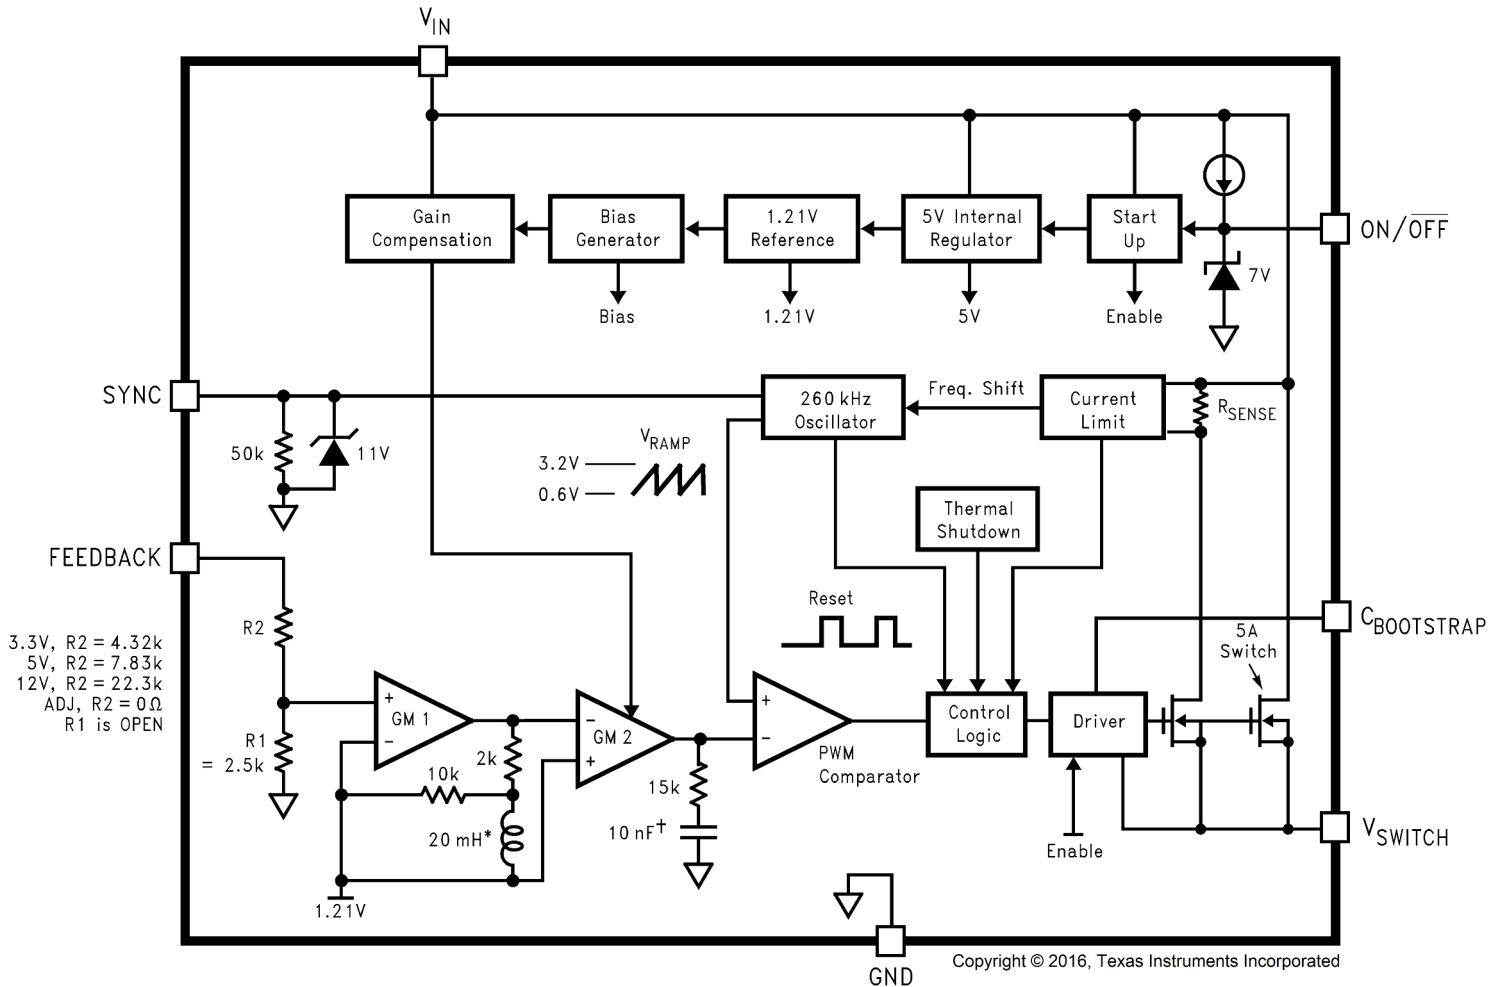 VIN
Gain
Compensation
Bias
Generator
1.21V
Reference
5V Internal
Regulator
Start
Up
ON/OFF
7V
Bias
1.21V
5V
Enable
SYNC
50k
11V
260 kHz
Oscillator
Freq. Shift
Current
Limit
RSENSE
VRAMP
3.2V
0.6V
Thermal
Shutdown
FEEDBACK
Reset
R2
3.3V, R2 = 4.32k
5V, R2 = 7.83k
12V, R2 = 22.3k
ADJ, R2 = 0Ω
R1 is OPEN
R1
= 2.5k
CBOOTSTRAP
5A
Switch
+
GM 1
−
−
GM 2
+
2k
10k
20 mH*
1.21V
15k
10 nF†
+
−
PWM
Comparator
Control
Logic
Driver
Enable
VSWITCH
GND
Copyright © 2016, Texas Instruments Incorporated